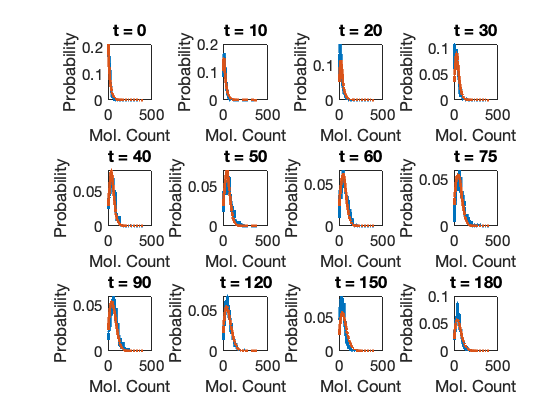 t = 0 t = 10 t = 20 t = 30
Probability 0.2 0.1 0 Probability 0.2 0.1 0 Probability 0.1 0 Probability 0.1 0.05 0
0 500 0 500 0 500 0 500
Mol. Count Mol. Count Mol. Count Mol. Count
t = 40 t = 50 t = 60 t = 75
Probability 0.05 0 Probability 0.05 0 Probability 0.05 0 Probability 0.05 0
0 500 0 500 0 500 0 500
Mol. Count Mol. Count Mol. Count Mol. Count
t = 90 t = 120 t = 150 t = 180
Probability 0.05 0 Probability 0.05 0 Probability 0.05 0 Probability 0.1 0.05 0
0 500 0 500 0 500 0 500
Mol. Count Mol. Count Mol. Count Mol. Count